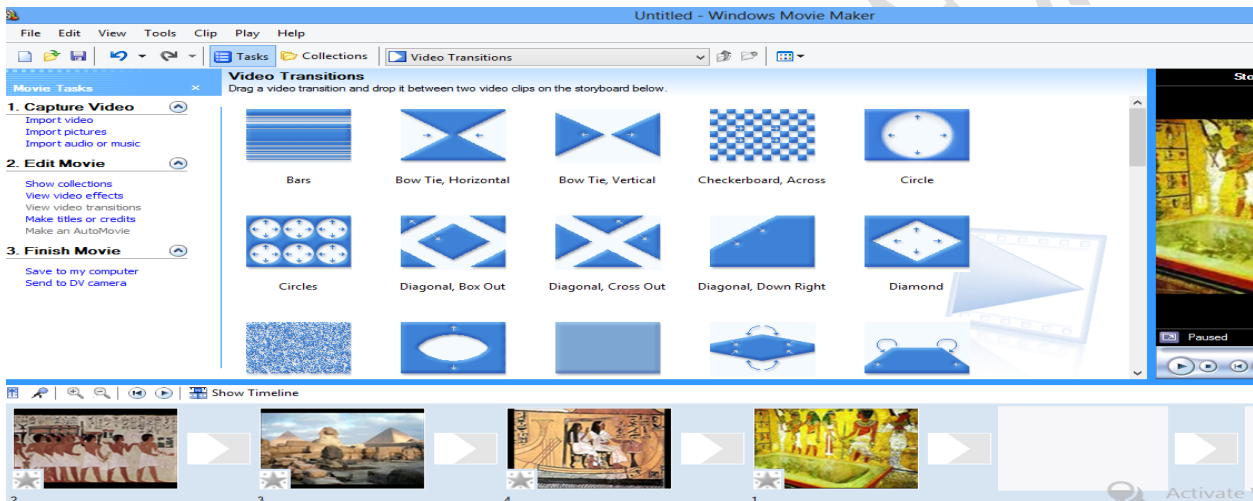 Untitled - Windows Movie Maker
File Edit View Tools Clip Play Help
Tasks Collections Video Transitions
Movie Tasks
1. Capture Video
Import video
Import pictures
Import audio or music
2. Edit Movie
Show collections
View video effects
View video transitions
Make titles or credits
Make an AutoMovie
3. Finish Movie
Save to my computer
Send to DV camera
Video Transitions
Drag a video transition and drop it between two video clips on the storyboard below.
Bars Bow Tie, Horizontal Bow Tie, Vertical Checkerboard, Across Circle
Circles Diagonal, Box Out Diagonal, Cross Out Diagonal, Down Right Diamond
Sto
Paused
Show Timeline
2 3 4 1
Activate